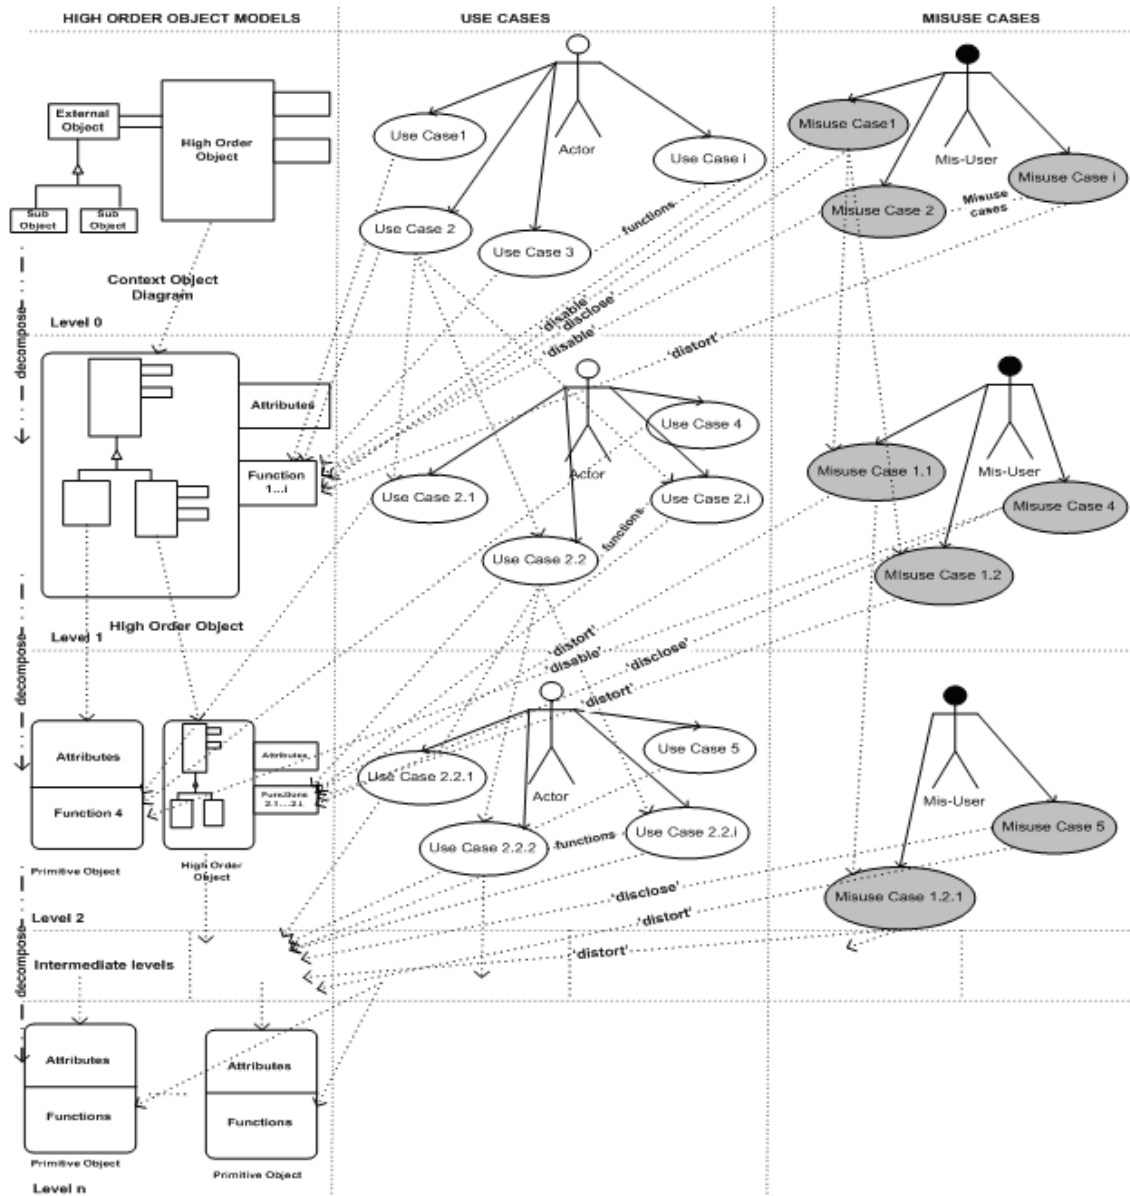 HIGH ORDER OBJECT MODELS
USE CASES
MISUSE CASES
External
Object
High Order
Object
Sub
Object
Sub
Object
Context Object
Diagram
Level 0
decompose
Use Case1
Use Case 2
Use Case 3
Use Case i
Actor
functions
Misuse Case1
Misuse Case 2
Misuse Case i
Mis-User
Misuse
cases
'disable'
'disclose'
'disable'
'distort'
Attributes
Function
1...i
High Order Object
Level 1
decompose
Use Case 4
Use Case 2.1
Use Case 2.i
Use Case 2.2
Actor
functions
Misuse Case 1.1
Misuse Case 4
Misuse Case 1.2
Mis-User
'distort'
'disable'
'disclose'
'distort'
Attributes
Function 4
Primitive Object
Attributes
Functions
2.1....2.i.
High Order
Object
Level 2
decompose
Use Case 5
Use Case 2.2.1
Use Case 2.2.2
Use Case 2.2.i
Actor
functions
Mis-User
Misuse Case 5
Misuse Case 1.2.1
'disclose'
'distort'
'distort'
Intermediate levels
Attributes
Functions
Primitive Object
Attributes
Functions
Primitive Object
Level n